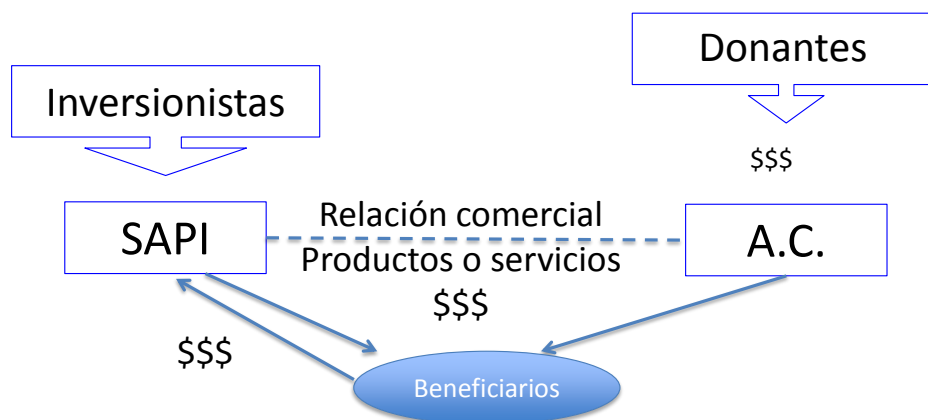 Donantes
Inversionistas
$$$
SAPI
Relación comercial
A.C.
Productos o servicios
$$$
$$$
Beneficiarios